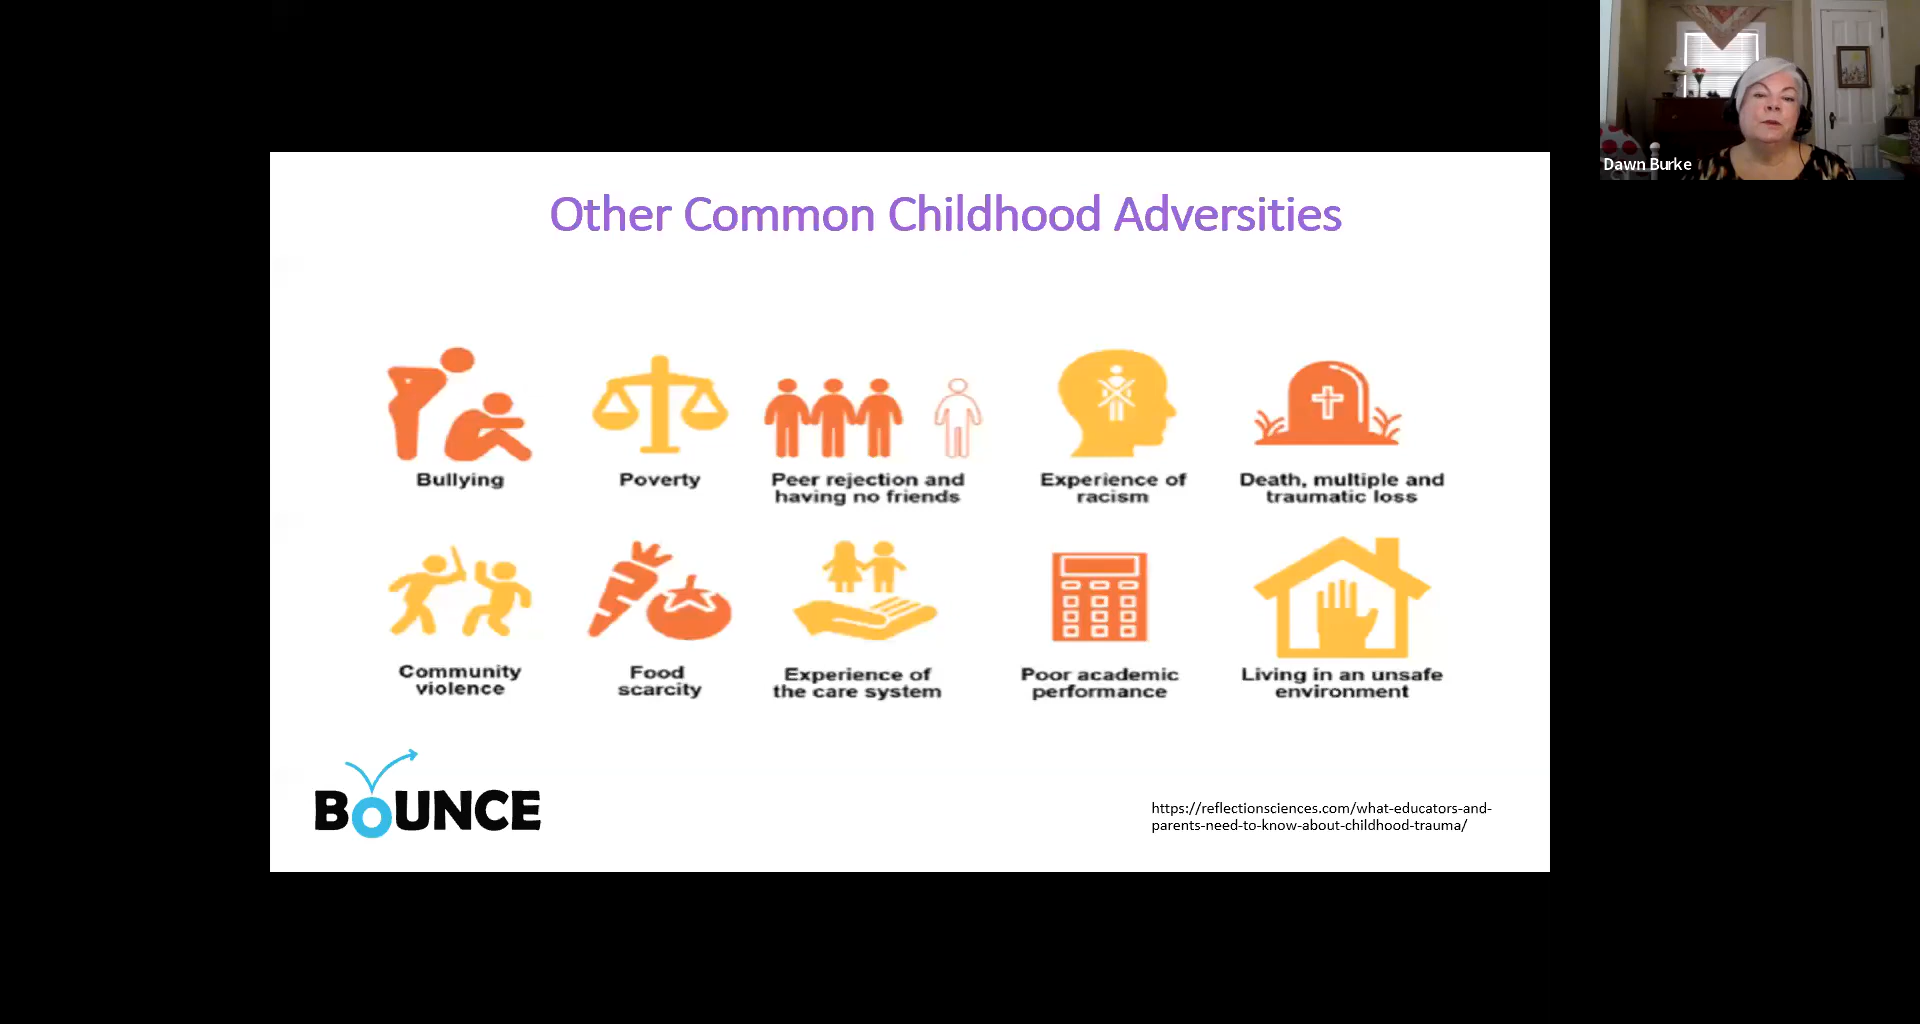 Dawn Burke
Other Common Childhood Adversities
Bullying
Poverty
Peer rejection and
having no friends
Experience of
racism
Death, multiple and
traumatic loss
Community
violence
Food
scarcity
Experience of
the care system
Poor academic
performance
Living in an unsafe
environment
BOUNCE
https://reflectionsciences.com/what-educators-and-
parents-need-to-know-about-childhood-trauma/